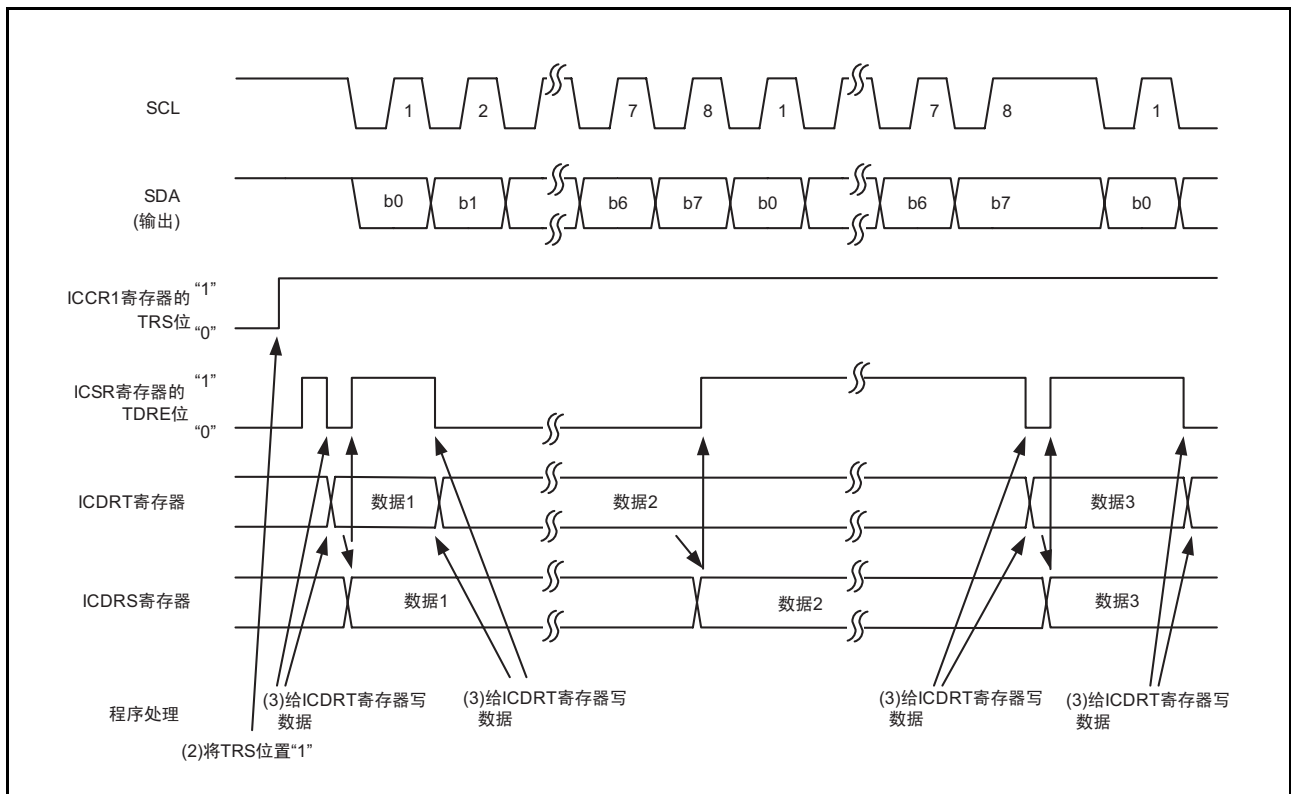 SCL
1 2 7 8 1 7 8 1
SDA
(输出)
b0 b1 b6 b7 b0 b6 b7 b0
ICCR1寄存器的
TRS位
“1”
“0”
ICSR寄存器的
TDRE位
“1”
“0”
ICDRT寄存器
数据1 数据2 数据3
ICDRS寄存器
数据1 数据2 数据3
程序处理
(3)给ICDRT寄存器写
数据
(3)给ICDRT寄存器写
数据
(3)给ICDRT寄存器写
数据
(3)给ICDRT寄存器写
数据
(2)将TRS位置“1”